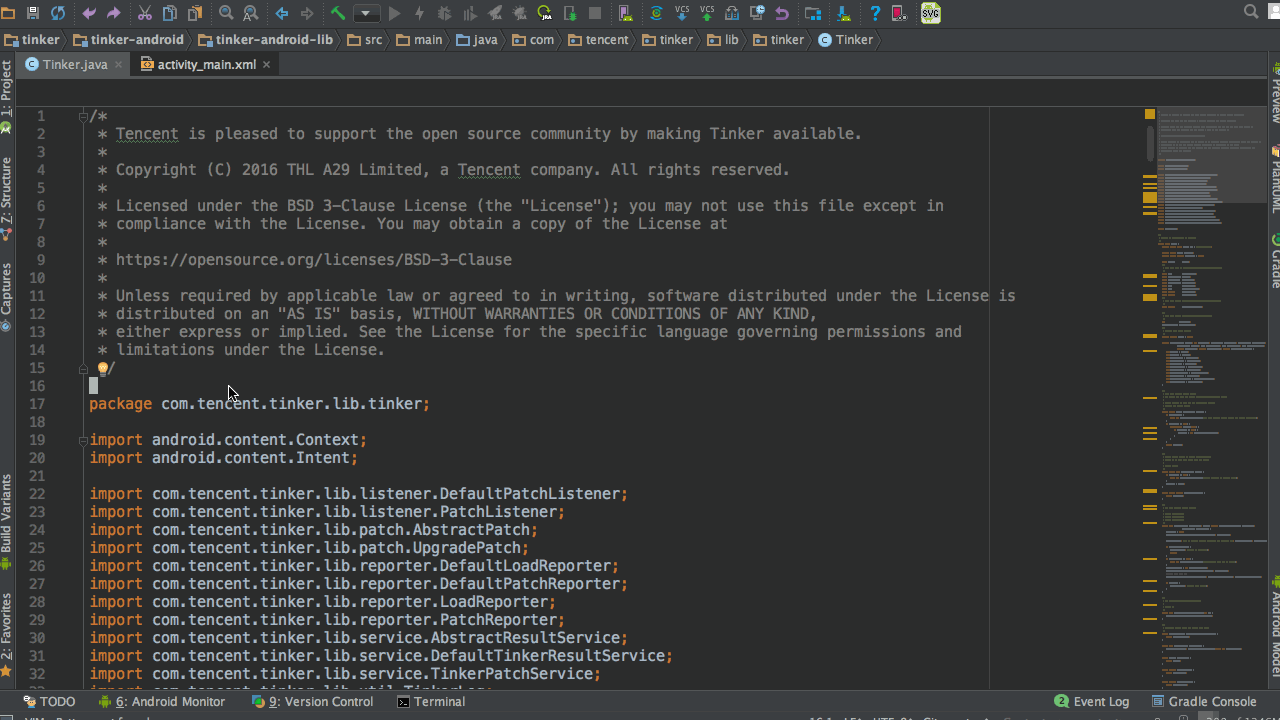 SVG
VCS VCS
tinker tinker-android tinker-android-lib src main java com tencent tinker lib tinker Tinker
Tinker.java activity_main.xml
1: Project
7: Structure
Captures
Build Variants
2: Favorites
1 /*
2 * Tencent is pleased to support the open source community by making Tinker available.
3 *
4 * Copyright (C) 2016 THL A29 Limited, a Tencent company. All rights reserved.
5 *
6 * Licensed under the BSD 3-Clause License (the "License"); you may not use this file except in
7 * compliance with the License. You may obtain a copy of the License at
8 *
9 * https://opensource.org/licenses/BSD-3-Clause
10 *
11 * Unless required by applicable law or agreed to in writing, software distributed under the License is
12 * distributed on an "AS IS" basis, WITHOUT WARRANTIES OR CONDITIONS OF ANY KIND,
13 * either express or implied. See the License for the specific language governing permissions and
14 * limitations under the License.
15 */
16
17 package com.tencent.tinker.lib.tinker;
18
19 import android.content.Context;
20 import android.content.Intent;
21
22 import com.tencent.tinker.lib.listener.DefaultPatchListener;
23 import com.tencent.tinker.lib.listener.PatchListener;
24 import com.tencent.tinker.lib.patch.AbstractPatch;
25 import com.tencent.tinker.lib.patch.UpgradePatch;
26 import com.tencent.tinker.lib.reporter.DefaultLoadReporter;
27 import com.tencent.tinker.lib.reporter.DefaultPatchReporter;
28 import com.tencent.tinker.lib.reporter.LoadReporter;
29 import com.tencent.tinker.lib.reporter.PatchReporter;
30 import com.tencent.tinker.lib.service.AbstractResultService;
31 import com.tencent.tinker.lib.service.DefaultTinkerResultService;
32 import com.tencent.tinker.lib.service.TinkerPatchService;
Preview
PlantUML
Gradle
Android Model
TODO 6: Android Monitor 9: Version Control Terminal 2 Event Log Gradle Console